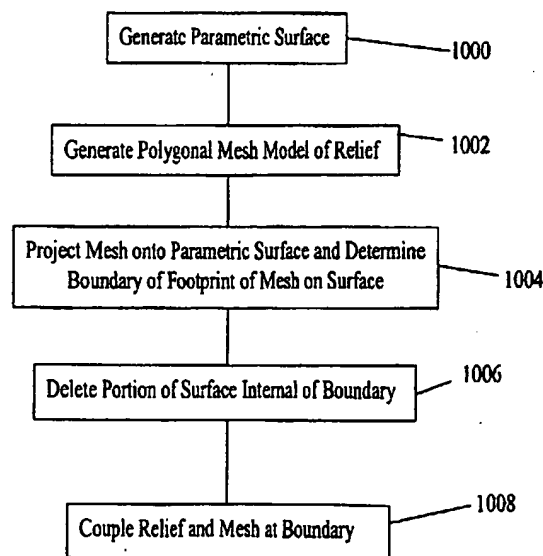 Generate Parametric Surface
1000
Generate Polygonal Mesh Model of Relief
1002
Project Mesh onto Parametric Surface and Determine
Boundary of Footprint of Mesh on Surface
1004
Delete Portion of Surface Internal of Boundary
1006
Couple Relief and Mesh at Boundary
1008